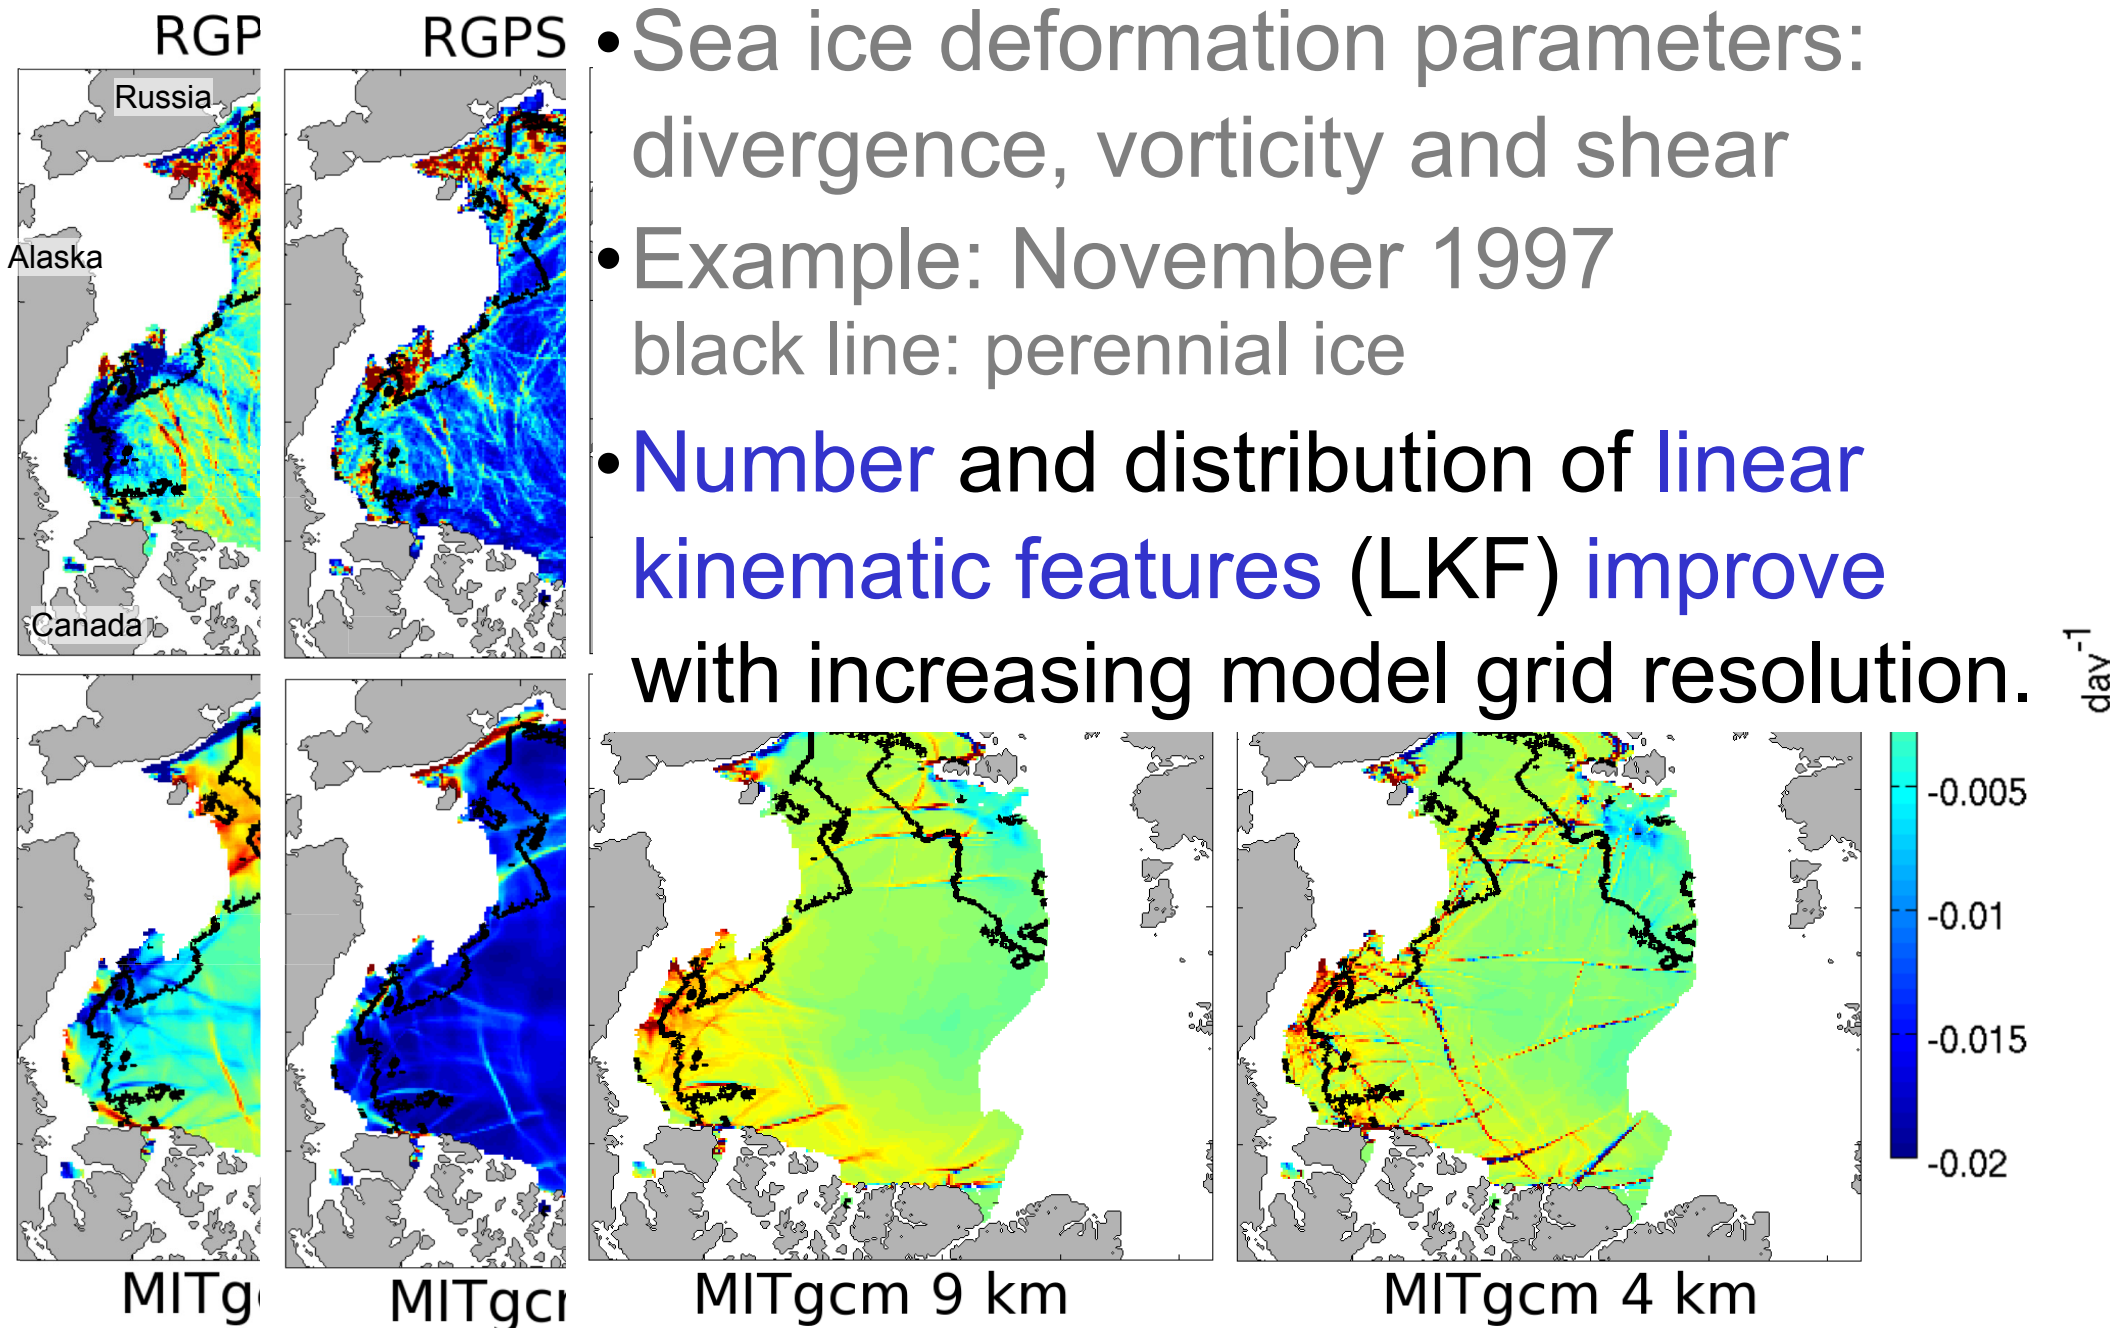 RGP
RGPS
Russia
Alaska
Canada
• Sea ice deformation parameters:
divergence, vorticity and shear
• Example: November 1997
black line: perennial ice
• Number and distribution of linear
kinematic features (LKF) improve
with increasing model grid resolution.
day⁻¹
-0.005
-0.01
-0.015
-0.02
MITg
MITgc
MITgcm 9 km
MITgcm 4 km